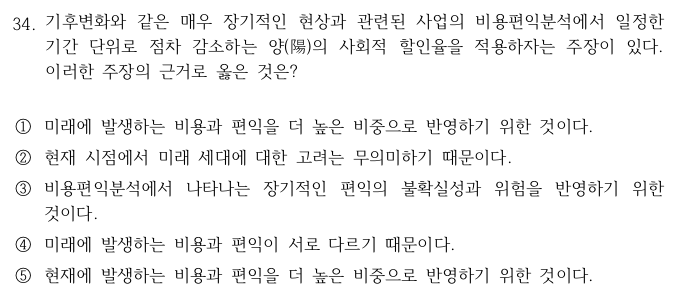 34. 기후변화와 같은 매우 장기적인 현상과 관련된 사업의 비용편익분석에서 일정한
기간 단위로 점차 감소하는 양(陽)의 사회적 할인율을 적용하자는 주장이 있다.
이러한 주장의 근거로 옳은 것은?
① 미래에 발생하는 비용과 편익을 더 높은 비중으로 반영하기 위한 것이다.
② 현재 시점에서 미래 세대에 대한 고려는 무의미하기 때문이다.
③ 비용편익분석에서 나타나는 장기적인 편익의 불확실성과 위험을 반영하기 위한
것이다.
④ 미래에 발생하는 비용과 편익이 서로 다르기 때문이다.
⑤ 현재에 발생하는 비용과 편익을 더 높은 비중으로 반영하기 위한 것이다.